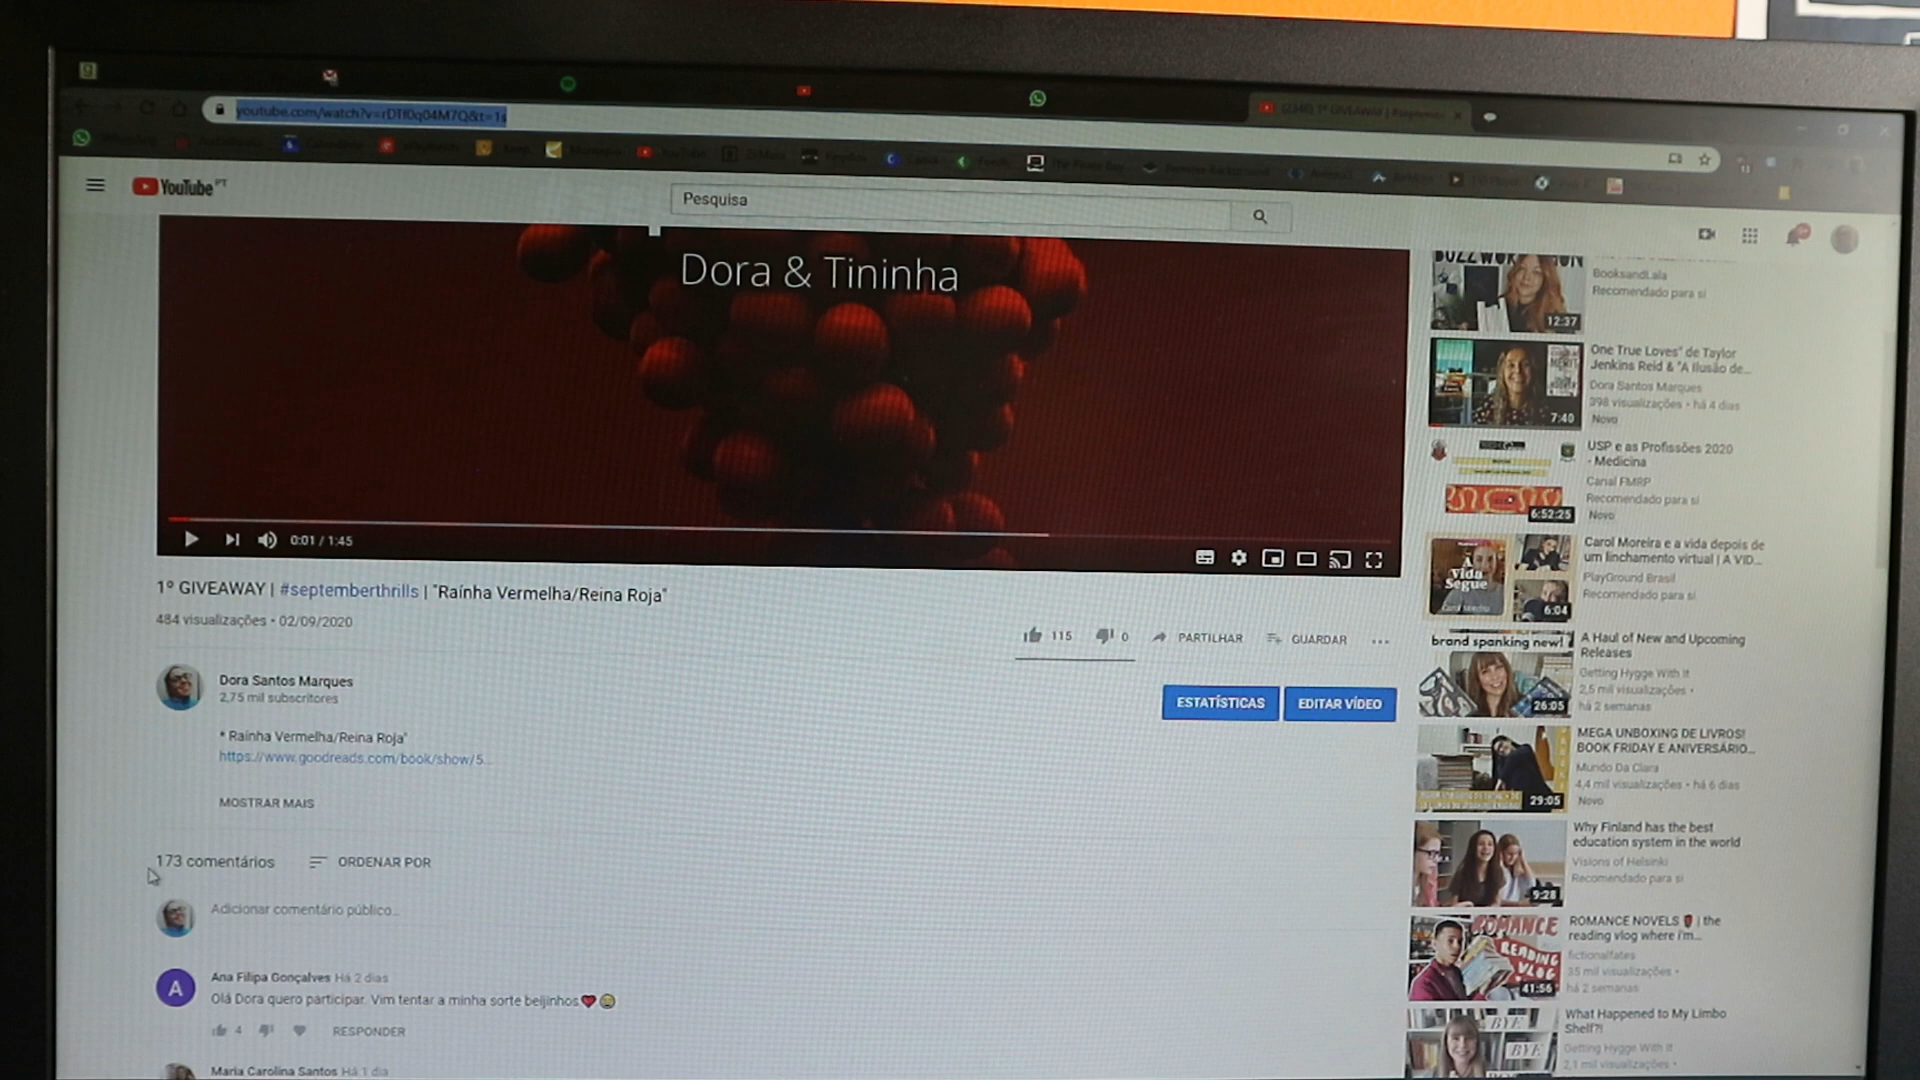 youtube.com/watch?v=rDTf0q04M7Q&t=1s
YouTube PT
Pesquisa
Dora & Tininha
0:01 / 1:45
1º GIVEAWAY | #septemberthrills | "Raínha Vermelha/Reina Roja"
484 visualizações • 02/09/2020
115
0
PARTILHAR
GUARDAR
Dora Santos Marques
2,75 mil subscritores
ESTATÍSTICAS
EDITAR VÍDEO
* Rainha Vermelha/Reina Roja"
https://www.goodreads.com/book/show/5...
MOSTRAR MAIS
173 comentários
ORDENAR POR
Adicionar comentário público...
A
Ana Filipa Gonçalves Há 2 dias
Olá Dora quero participar. Vim tentar a minha sorte beijinhos❤😂
4
RESPONDER
Maria Carolina Santos Há 1 dia
BooksandLala
Recomendado para si
12:37
One True Loves" de Taylor
Jenkins Reid & "A Ilusão de...
Dora Santos Marques
398 visualizações • há 4 dias
Novo
7:40
USP e as Profissões 2020
- Medicina
Canal FMRP
Recomendado para si
Novo
6:52:25
Carol Moreira e a vida depois de
um linchamento virtual | A VID...
PlayGround Brasil
Recomendado para si
A
Vida
Segue
6:04
brand spanking new!
A Haul of New and Upcoming
Releases
Getting Hygge With It
2,5 mil visualizações •
há 2 semanas
26:05
MEGA UNBOXING DE LIVROS!
BOOK FRIDAY E ANIVERSÁRIO...
Mundo Da Clara
4,4 mil visualizações • há 6 dias
Novo
29:05
Why Finland has the best
education system in the world
Visions of Helsinki
Recomendado para si
9:28
ROMANCE NOVELS | the
reading vlog where i'm...
fictionalfates
35 mil visualizações •
há 2 semanas
ROMANCE
READING
VLOG
41:56
What Happened to My Limbo
Shelf?!
Getting Hygge With It
2,1 mil visualizações •
BYE
BYE